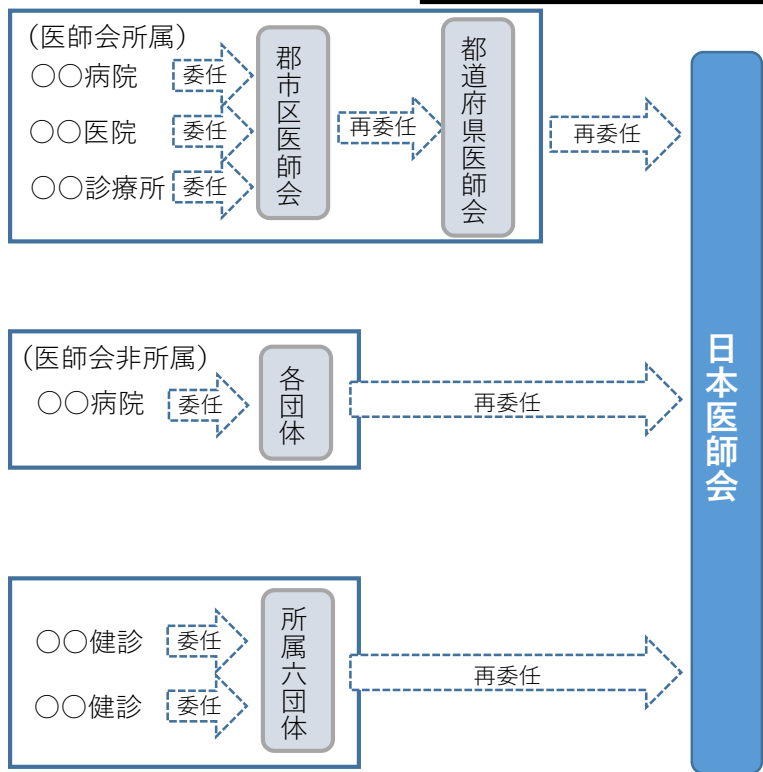 （医師会所属）
○○病院
委任
○○医院
委任
○○診療所
委任
郡市区医師会
再委任
都道府県医師会
再委任
（医師会非所属）
○○病院
委任
各団体
再委任
○○健診
委任
○○健診
委任
所属六団体
再委任
日本医師会